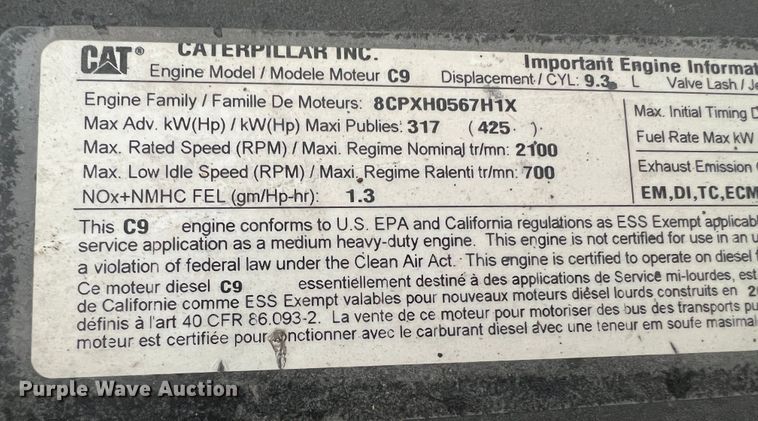 CAT® CATERPILLAR INC. Important Engine
Engine Model / Modele Moteur C9 Displacement / CYL: 9.3 L Valve Lash /
Engine Family / Famille De Moteurs: 8CPXH0567H1X Max. Initial Timing
Max Adv. kW(Hp) / kW(Hp) Maxi Publies: 317 ( 425 ) Fuel Rate Max kW
Max. Rated Speed (RPM) / Maxi. Regime Nominal tr/mn: 2100
Max. Low Idle Speed (RPM) / Maxi. Regime Ralenti tr/mn: 700 Exhaust Emission
NOx+NMHC FEL (gm/Hp-hr): 1.3 EM,DI,TC,ECM
This C9 engine conforms to U.S. EPA and California regulations as ESS Exempt
service application as a medium heavy-duty engine. This engine is not certified for use in an
a violation of federal law under the Clean Air Act. This engine is certified to operate on diesel
Ce moteur diesel C9 essentiellement destiné à des applications de Service mi-lourdes, est
de Californie comme ESS Exempt valables pour nouveaux moteurs diésel lourds construits en
définis à l'art 40 CFR 86.093-2. La vente de ce moteur pour motoriser des bus des transports
moteur est certifiée pour fonctionner avec le carburant diesel avec une teneur em soufe
Purple Wave Auction